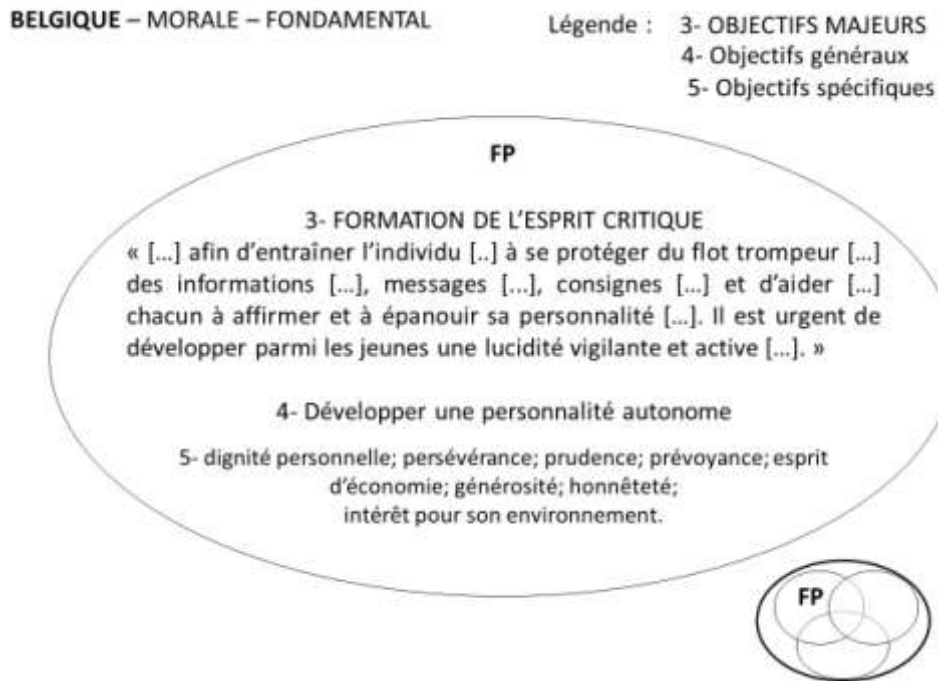 BELGIQUE – MORALE – FONDAMENTAL
Légende : 3- OBJECTIFS MAJEURS
4- Objectifs généraux
5- Objectifs spécifiques
FP
3- FORMATION DE L'ESPRIT CRITIQUE
« [...] afin d'entraîner l'individu [..] à se protéger du flot trompeur [...]
des informations [...], messages [...], consignes [...] et d'aider [...]
chacun à affirmer et à épanouir sa personnalité [...]. Il est urgent de
développer parmi les jeunes une lucidité vigilante et active [...]. »
4- Développer une personnalité autonome
5- dignité personnelle; persévérance; prudence; prévoyance; esprit
d'économie; générosité; honnêteté;
intérêt pour son environnement.
FP